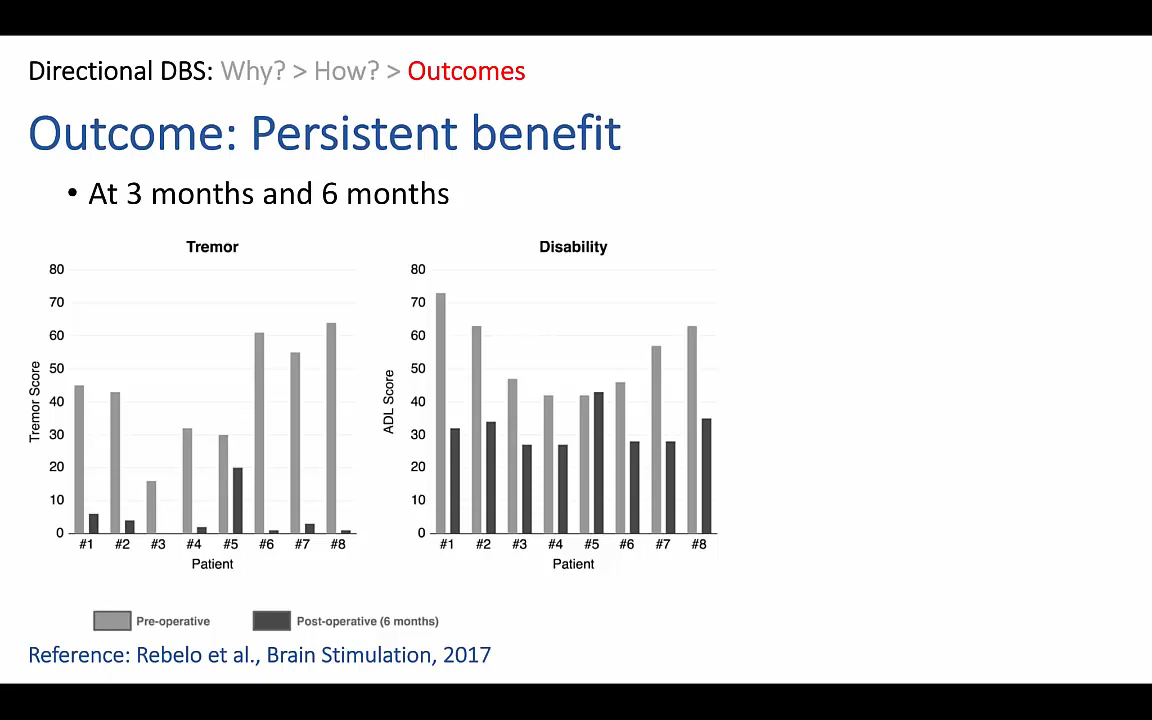 Directional DBS: Why? > How? > Outcomes
Outcome: Persistent benefit
• At 3 months and 6 months
Tremor
80
70
60
50
40
30
20
10
0
Tremor Score
#1 #2 #3 #4 #5 #6 #7 #8
Patient
Disability
80
70
60
50
40
30
20
10
0
ADL Score
#1 #2 #3 #4 #5 #6 #7 #8
Patient
Pre-operative Post-operative (6 months)
Reference: Rebelo et al., Brain Stimulation, 2017